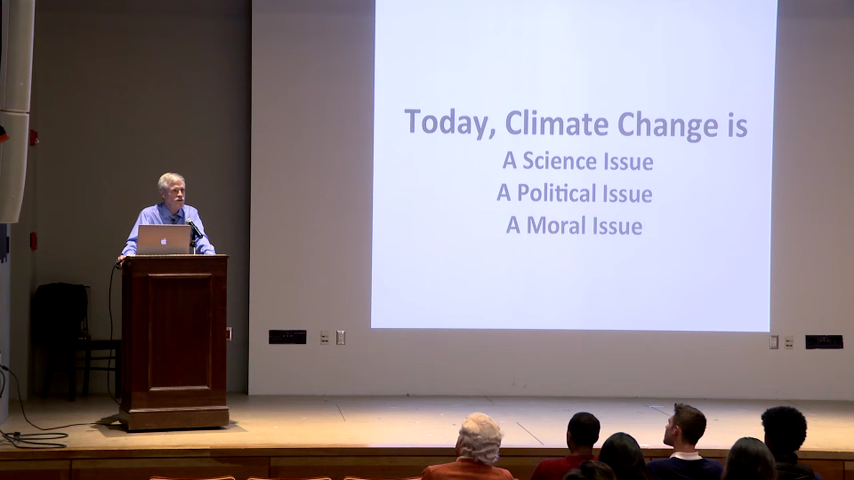 Today, Climate Change is
A Science Issue
A Political Issue
A Moral Issue